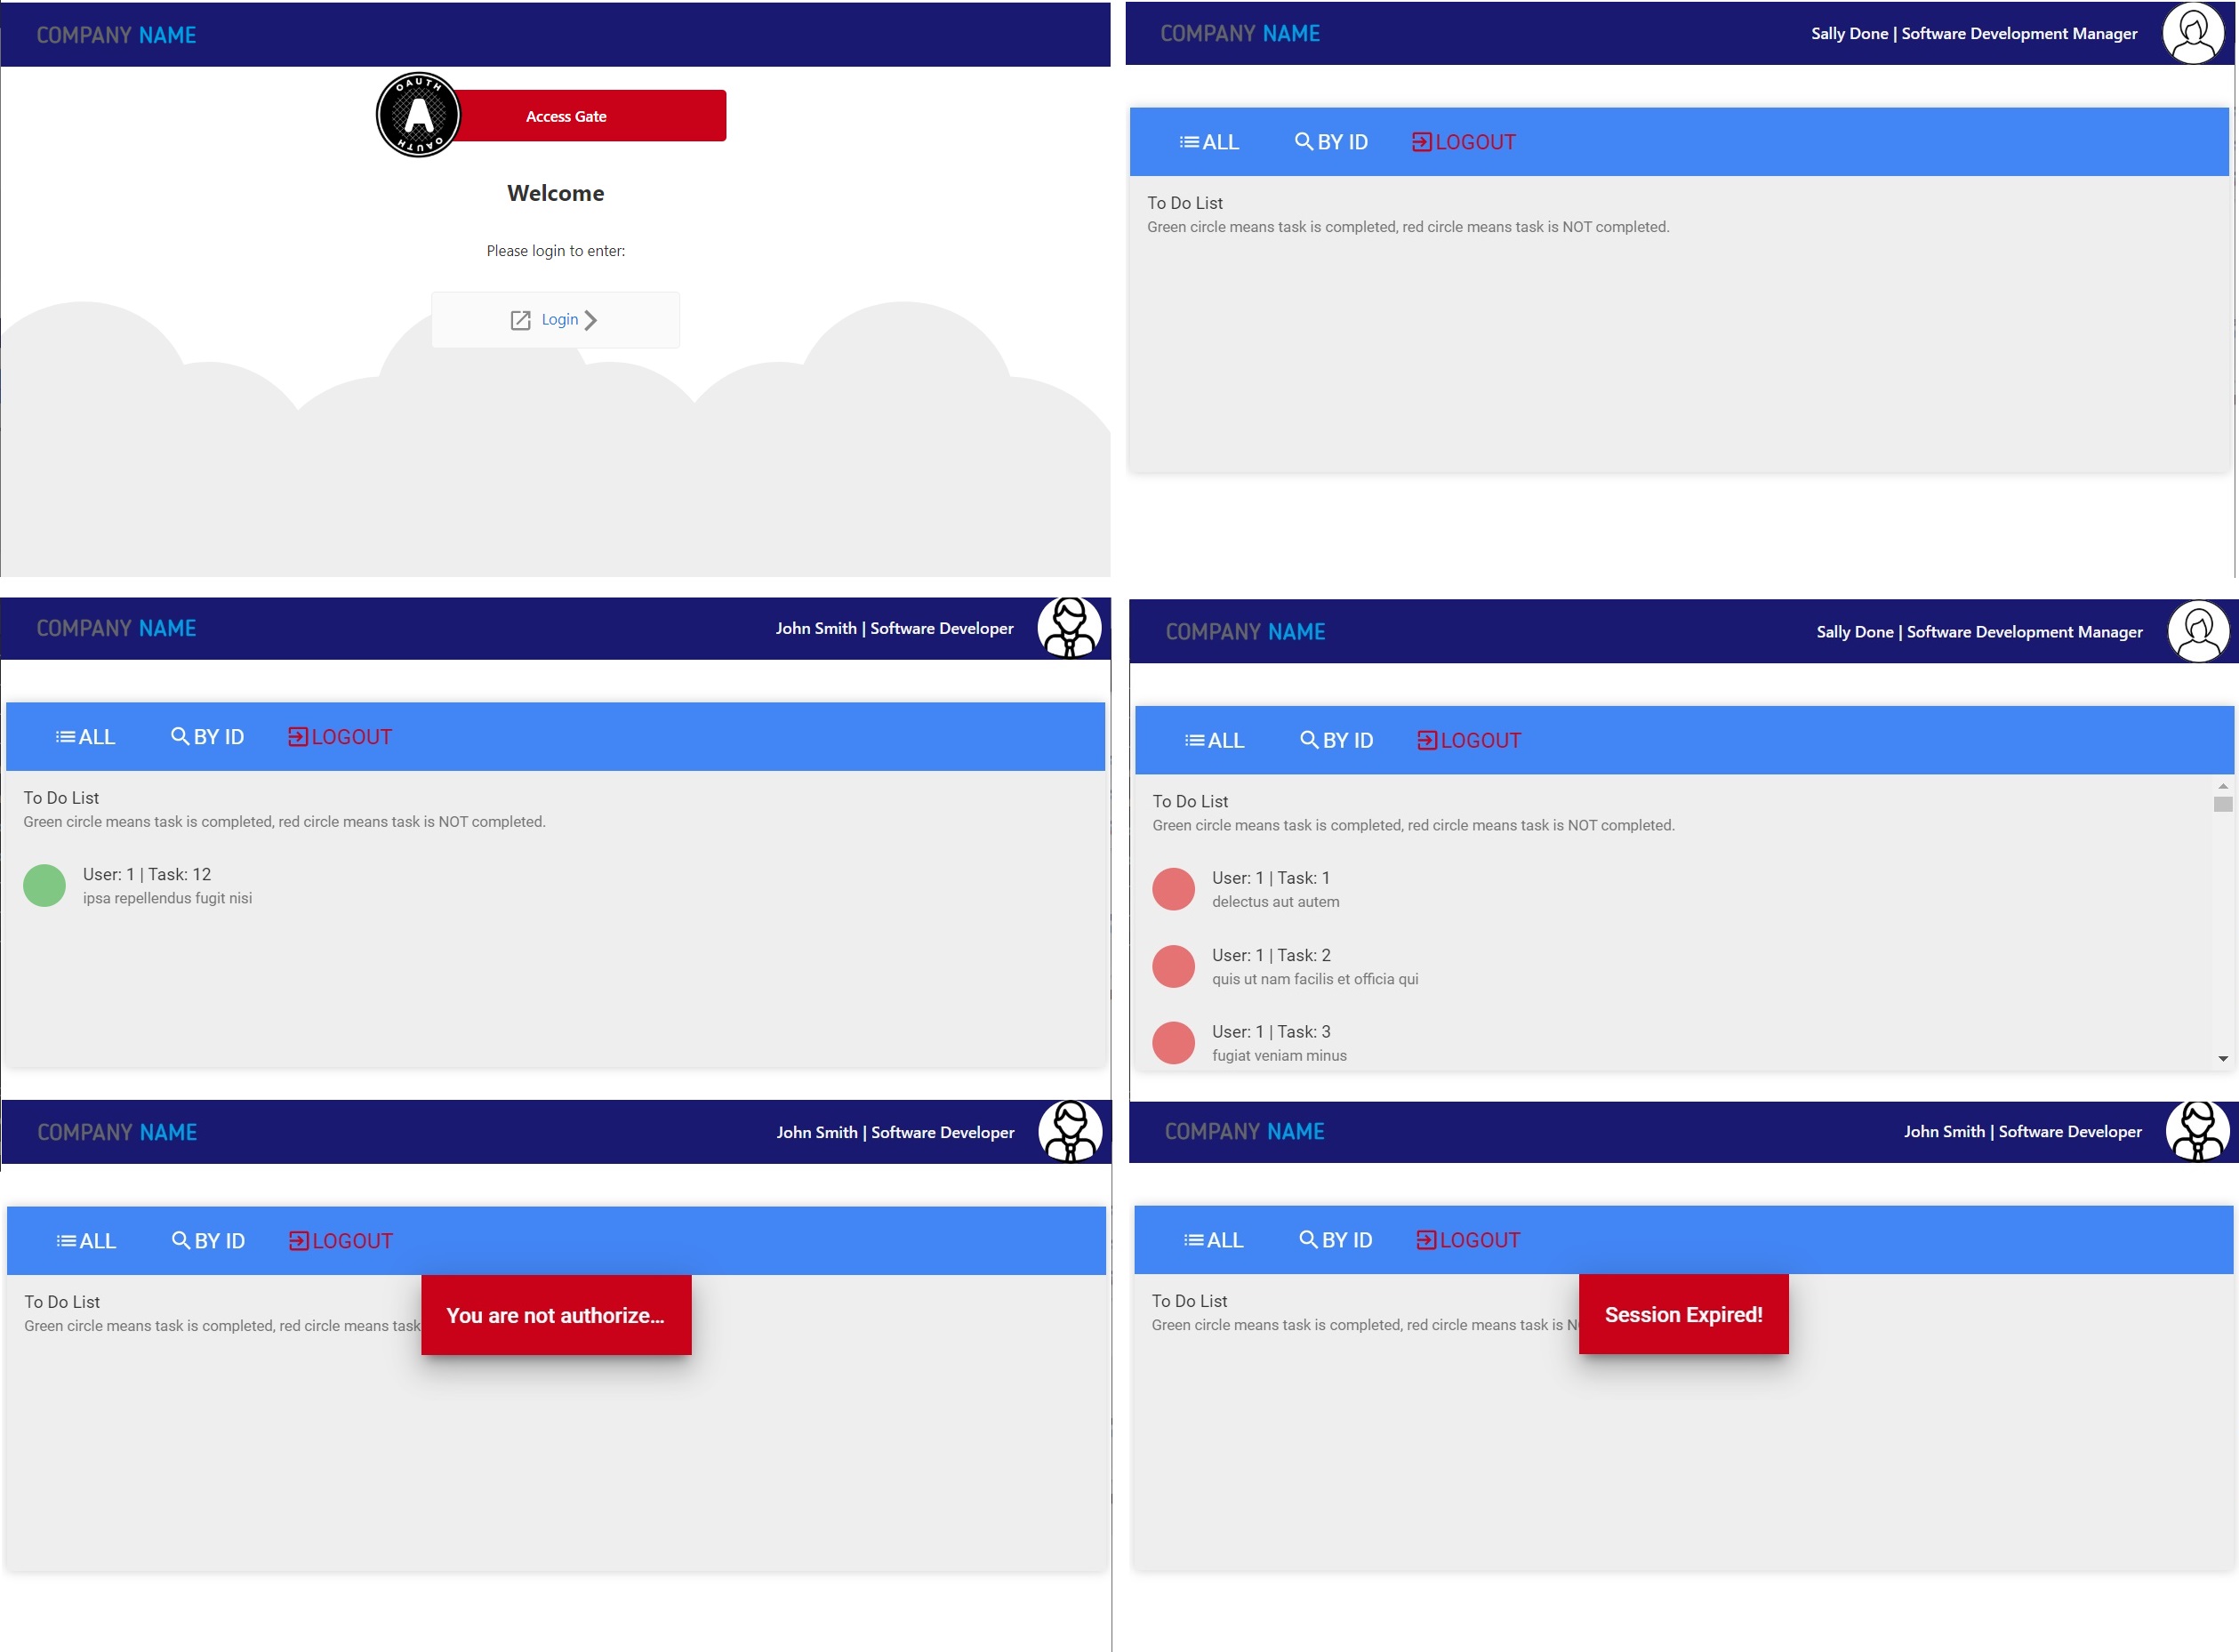 COMPANY NAME
OAUTH
A
OAUTH
Access Gate
Welcome
Please login to enter:
Login
COMPANY NAME
Sally Done | Software Development Manager
ALL BY ID LOGOUT
To Do List
Green circle means task is completed, red circle means task is NOT completed.
COMPANY NAME
John Smith | Software Developer
ALL BY ID LOGOUT
To Do List
Green circle means task is completed, red circle means task is NOT completed.
User: 1 | Task: 12
ipsa repellendus fugit nisi
COMPANY NAME
Sally Done | Software Development Manager
ALL BY ID LOGOUT
To Do List
Green circle means task is completed, red circle means task is NOT completed.
User: 1 | Task: 1
delectus aut autem
User: 1 | Task: 2
quis ut nam facilis et officia qui
User: 1 | Task: 3
fugiat veniam minus
COMPANY NAME
John Smith | Software Developer
ALL BY ID LOGOUT
To Do List
Green circle means task is completed, red circle means task
You are not authorize...
COMPANY NAME
John Smith | Software Developer
ALL BY ID LOGOUT
To Do List
Green circle means task is completed, red circle means task is
Session Expired!